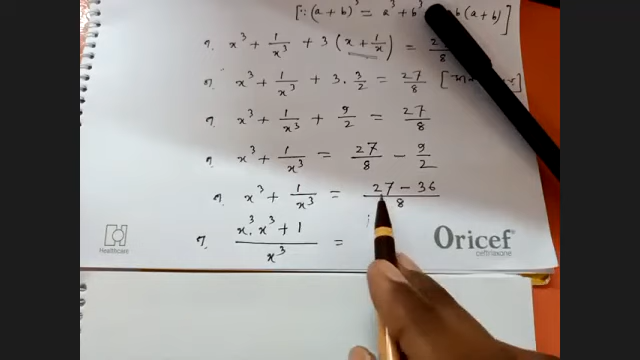 [∵ (a + b)³ = a³ + b³ b (a + b)]
বা, x³ + 1/x³ + 3 (x + 1/x) = 2 /8
বা, x³ + 1/x³ + 3 . 3/2 = 27/8 [
বা, x³ + 1/x³ + 9/2 = 27/8
বা, x³ + 1/x³ = 27/8 − 9/2
বা, x³ + 1/x³ = (27 − 36)/8
বা, (x³ . x³ + 1)/x³ =
Healthcare
Oricef
ceftriaxone